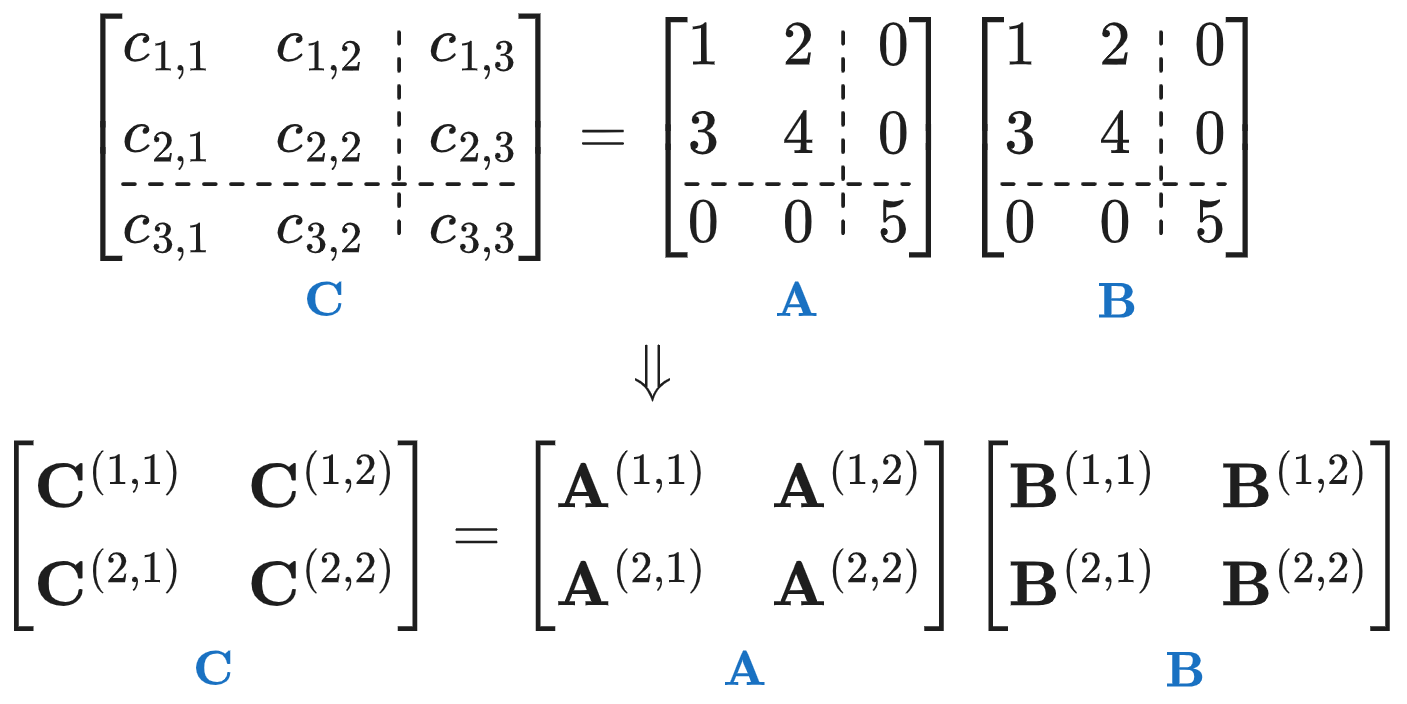 [ c₁,₁ c₁,₂ c₁,₃ ] = [ 1 2 0 ] [ 1 2 0 ]
[ c₂,₁ c₂,₂ c₂,₃ ] [ 3 4 0 ] [ 3 4 0 ]
[ c₃,₁ c₃,₂ c₃,₃ ] [ 0 0 5 ] [ 0 0 5 ]
C A B
⇓
[ C^(1,1) C^(1,2) ] = [ A^(1,1) A^(1,2) ] [ B^(1,1) B^(1,2) ]
[ C^(2,1) C^(2,2) ] [ A^(2,1) A^(2,2) ] [ B^(2,1) B^(2,2) ]
C A B